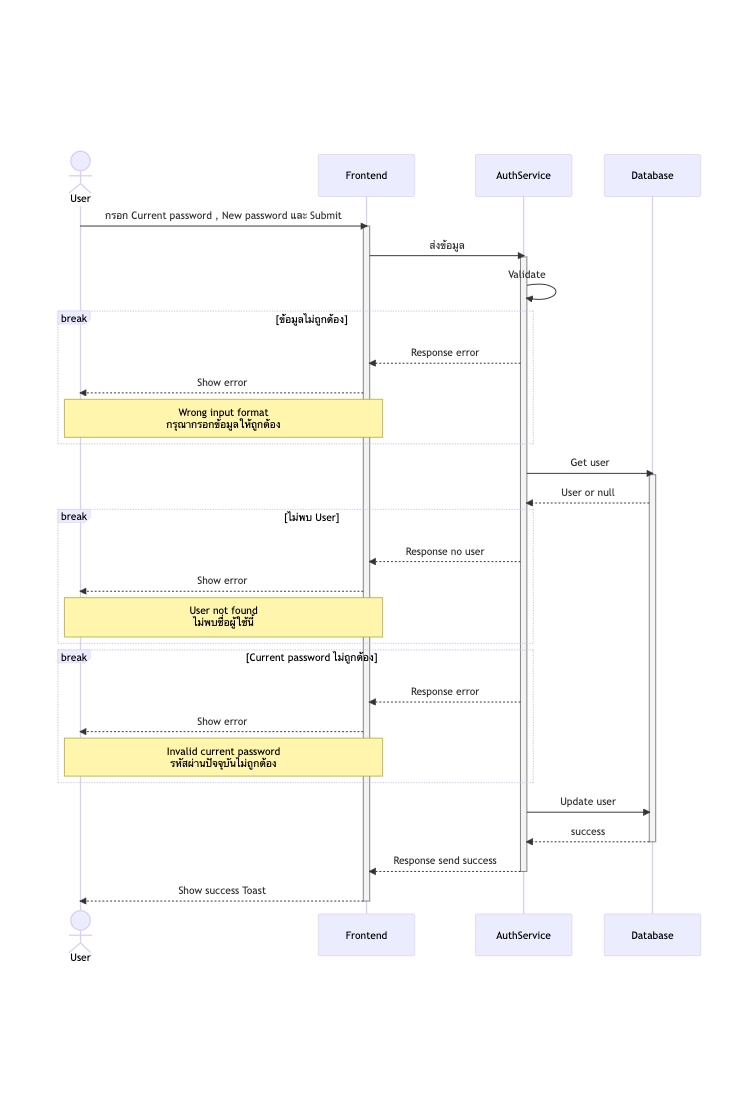 User
Frontend
AuthService
Database
กรอก Current password , New password และ Submit
ส่งข้อมูล
Validate
break
[ข้อมูลไม่ถูกต้อง]
Response error
Show error
Wrong input format
กรุณากรอกข้อมูลให้ถูกต้อง
Get user
User or null
break
[ไม่พบ User]
Response no user
Show error
User not found
ไม่พบชื่อผู้ใช้นี้
break
[Current password ไม่ถูกต้อง]
Response error
Show error
Invalid current password
รหัสผ่านปัจจุบันไม่ถูกต้อง
Update user
success
Response send success
Show success Toast
User
Frontend
AuthService
Database